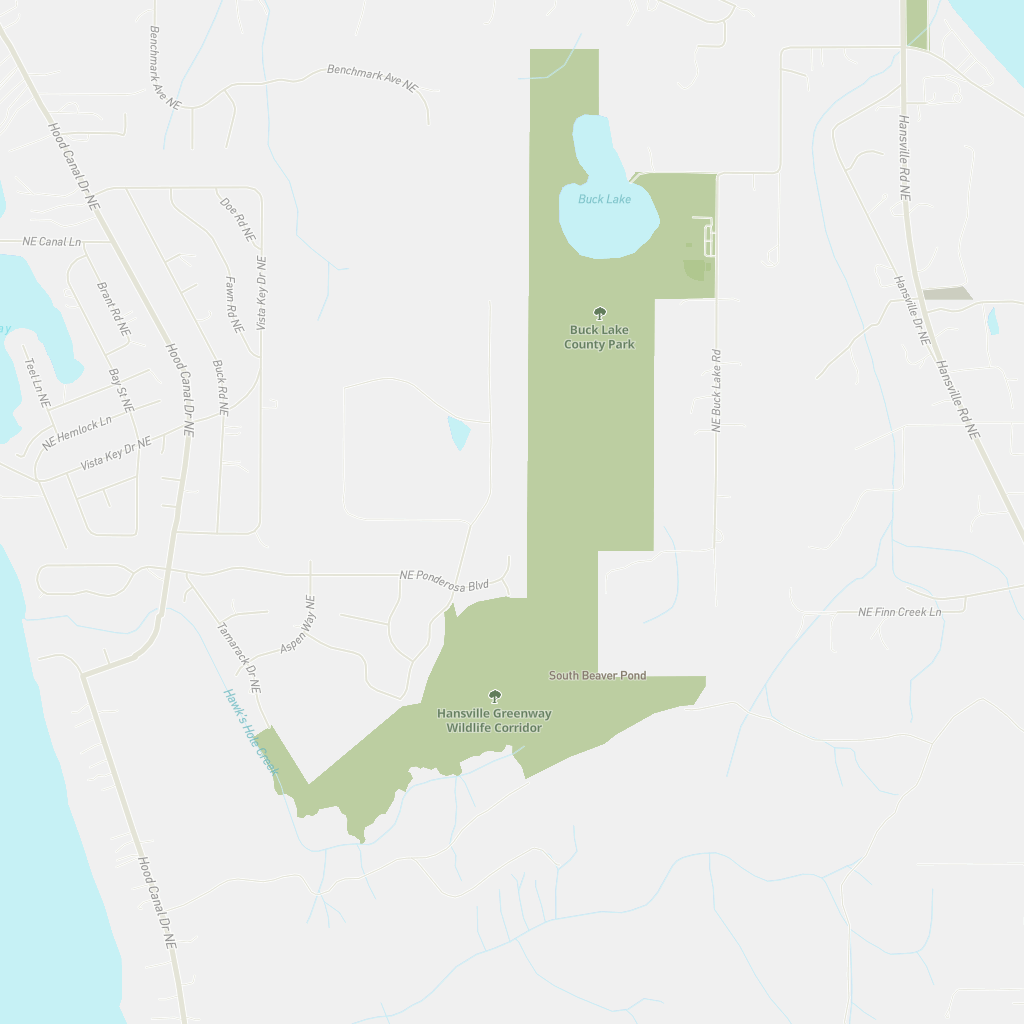 Benchmark Ave NE
Benchmark Ave NE
Hood Canal Dr NE
Hansville Rd NE
Doe Rd NE
Buck Lake
NE Canal Ln
Vista Key Dr NE
Fawn Rd NE
Brant Rd NE
Hansville Dr NE
ay
Buck Lake
County Park
Teel Ln NE
Hood Canal Dr NE
Bay St NE
Buck Rd NE
NE Buck Lake Rd
Hansville Rd NE
NE Hemlock Ln
Vista Key Dr NE
NE Ponderosa Blvd
Aspen Way NE
NE Finn Creek Ln
Tamarack Dr NE
South Beaver Pond
Hawk's Hole Creek
Hansville Greenway
Wildlife Corridor
Hood Canal Dr NE